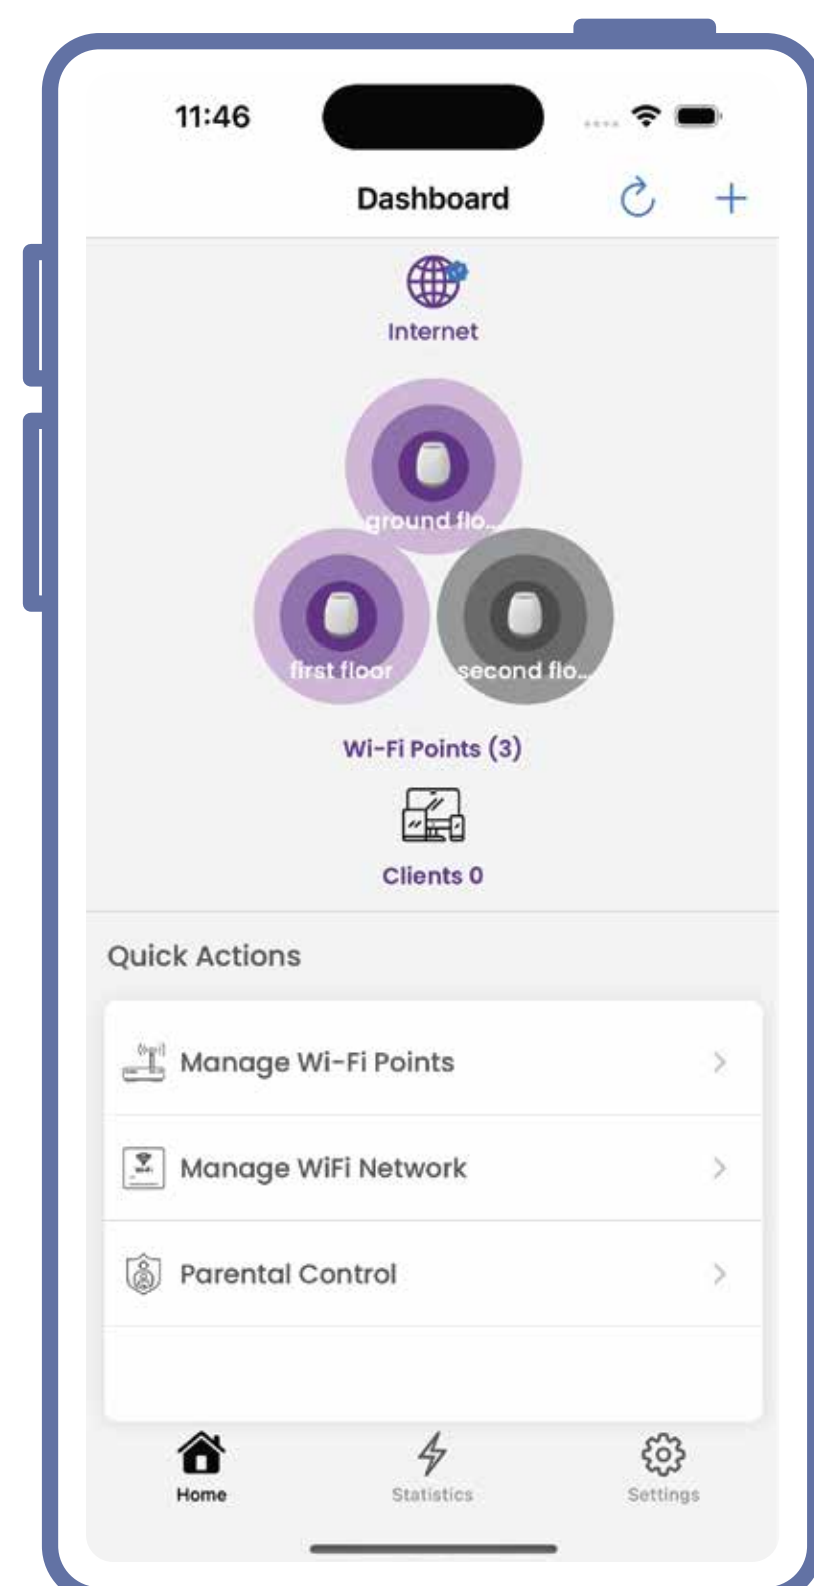 11:46
Dashboard
Internet
ground flo...
first floor
second flo...
Wi-Fi Points (3)
Clients 0
Quick Actions
Manage Wi-Fi Points
Manage WiFi Network
Parental Control
Home
Statistics
Settings